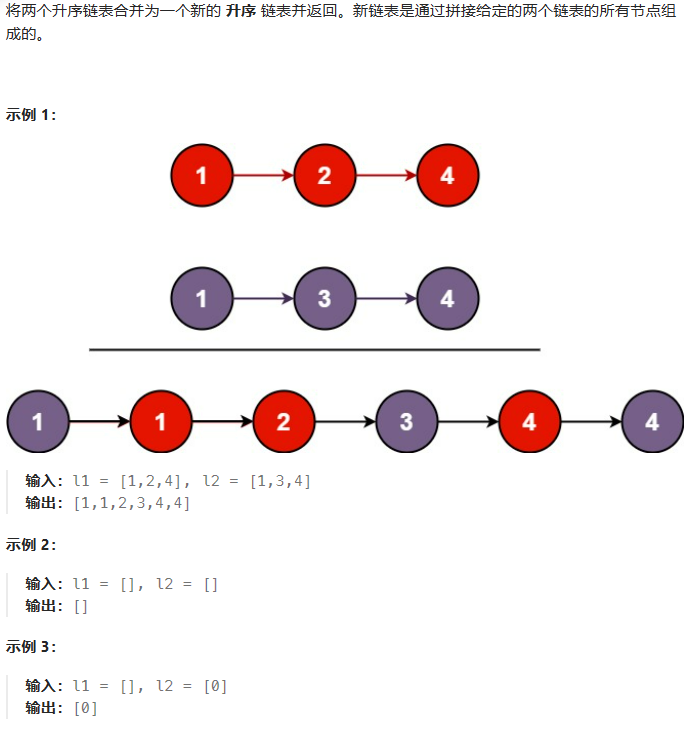 将两个升序链表合并为一个新的 升序 链表并返回。新链表是通过拼接给定的两个链表的所有节点组
成的。
示例 1：
1 2 4
1 3 4
1 1 2 3 4 4
输入：l1 = [1,2,4], l2 = [1,3,4]
输出：[1,1,2,3,4,4]
示例 2：
输入：l1 = [], l2 = []
输出：[]
示例 3：
输入：l1 = [], l2 = [0]
输出：[0]